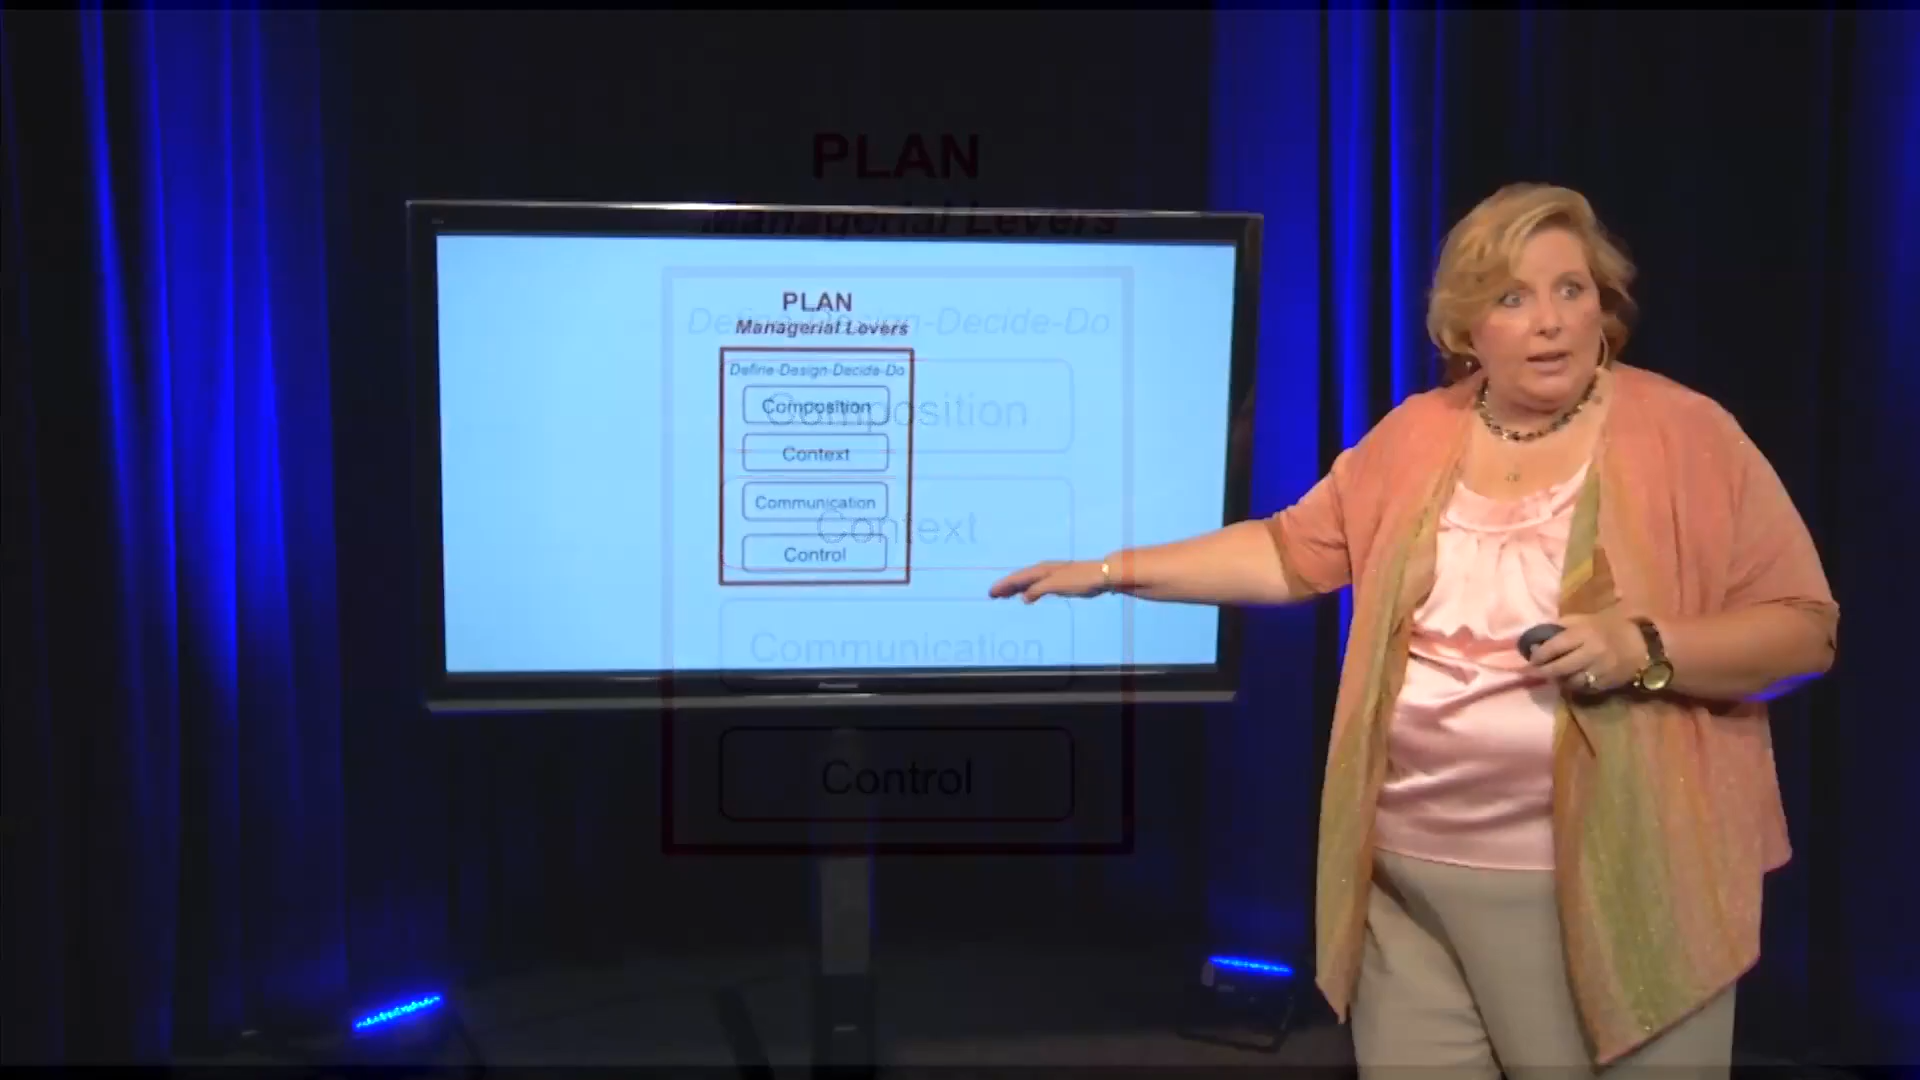 PLAN
Managerial Levers
Define-Design-Decide-Do
Composition
Context
Communication
Control
PLAN
Managerial Levers
Define-Design-Decide-Do
Composition
Context
Communication
Control